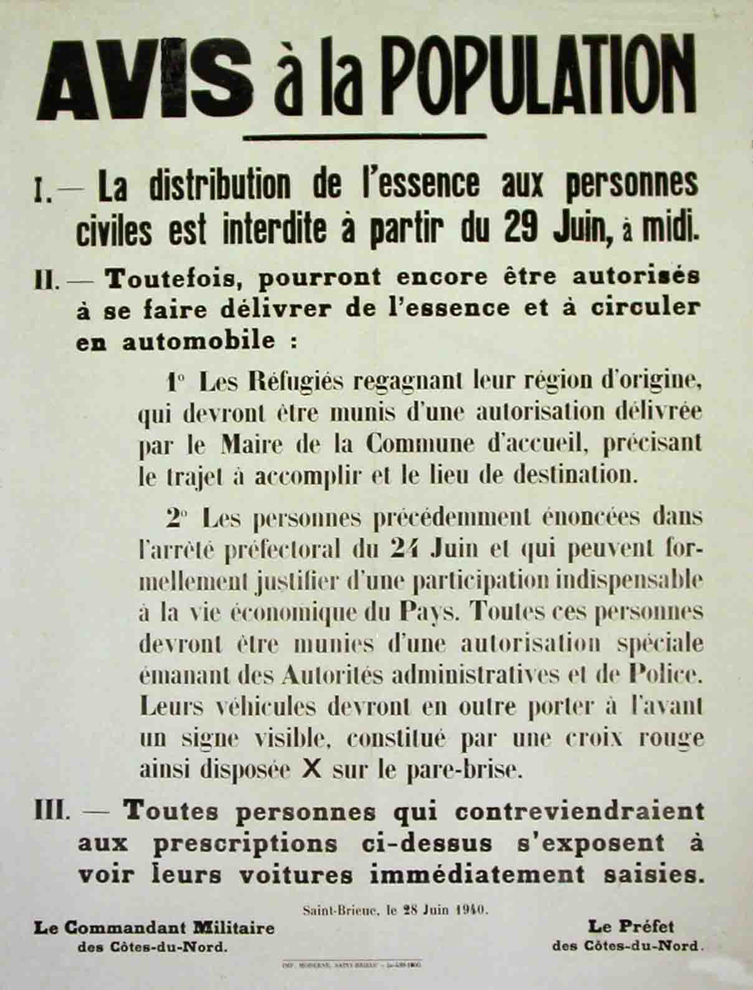 AVIS à la POPULATION
I. — La distribution de l'essence aux personnes
civiles est interdite à partir du 29 Juin, à midi.
II. — Toutefois, pourront encore être autorisés
à se faire délivrer de l'essence et à circuler
en automobile :
1° Les Réfugiés regagnant leur région d'origine,
qui devront être munis d'une autorisation délivrée
par le Maire de la Commune d'accueil, précisant
le trajet à accomplir et le lieu de destination.
2° Les personnes précédemment énoncées dans
l'arrêté préfectoral du 24 Juin et qui peuvent for-
mellement justifier d'une participation indispensable
à la vie économique du Pays. Toutes ces personnes
devront être munies d'une autorisation spéciale
émanant des Autorités administratives et de Police.
Leurs véhicules devront en outre porter à l'avant
un signe visible, constitué par une croix rouge
ainsi disposée X sur le pare-brise.
III. — Toutes personnes qui contreviendraient
aux prescriptions ci-dessus s'exposent à
voir leurs voitures immédiatement saisies.
Saint-Brieuc, le 28 Juin 1940.
Le Commandant Militaire
des Côtes-du-Nord.
Le Préfet
des Côtes-du-Nord.
IMP. MODERNE, SAINT-BRIEUC